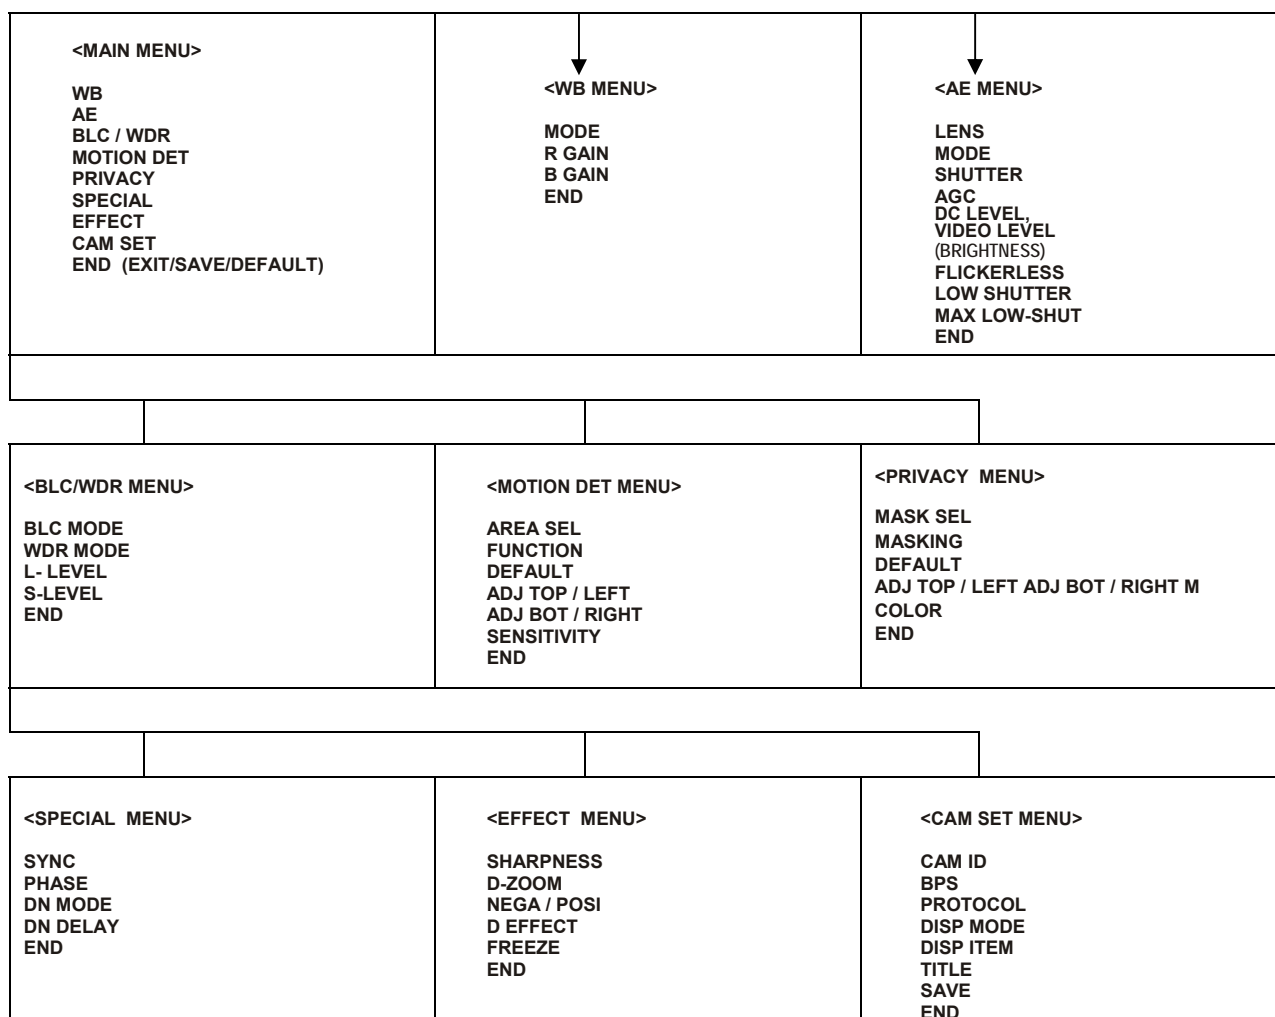 <MAIN MENU>
WB
AE
BLC / WDR
MOTION DET
PRIVACY
SPECIAL
EFFECT
CAM SET
END (EXIT/SAVE/DEFAULT)
<WB MENU>
MODE
R GAIN
B GAIN
END
<AE MENU>
LENS
MODE
SHUTTER
AGC
DC LEVEL,
VIDEO LEVEL
(BRIGHTNESS)
FLICKERLESS
LOW SHUTTER
MAX LOW-SHUT
END
<BLC/WDR MENU>
BLC MODE
WDR MODE
L- LEVEL
S-LEVEL
END
<MOTION DET MENU>
AREA SEL
FUNCTION
DEFAULT
ADJ TOP / LEFT
ADJ BOT / RIGHT
SENSITIVITY
END
<PRIVACY MENU>
MASK SEL
MASKING
DEFAULT
ADJ TOP / LEFT ADJ BOT / RIGHT M
COLOR
END
<SPECIAL MENU>
SYNC
PHASE
DN MODE
DN DELAY
END
<EFFECT MENU>
SHARPNESS
D-ZOOM
NEGA / POSI
D EFFECT
FREEZE
END
<CAM SET MENU>
CAM ID
BPS
PROTOCOL
DISP MODE
DISP ITEM
TITLE
SAVE
END